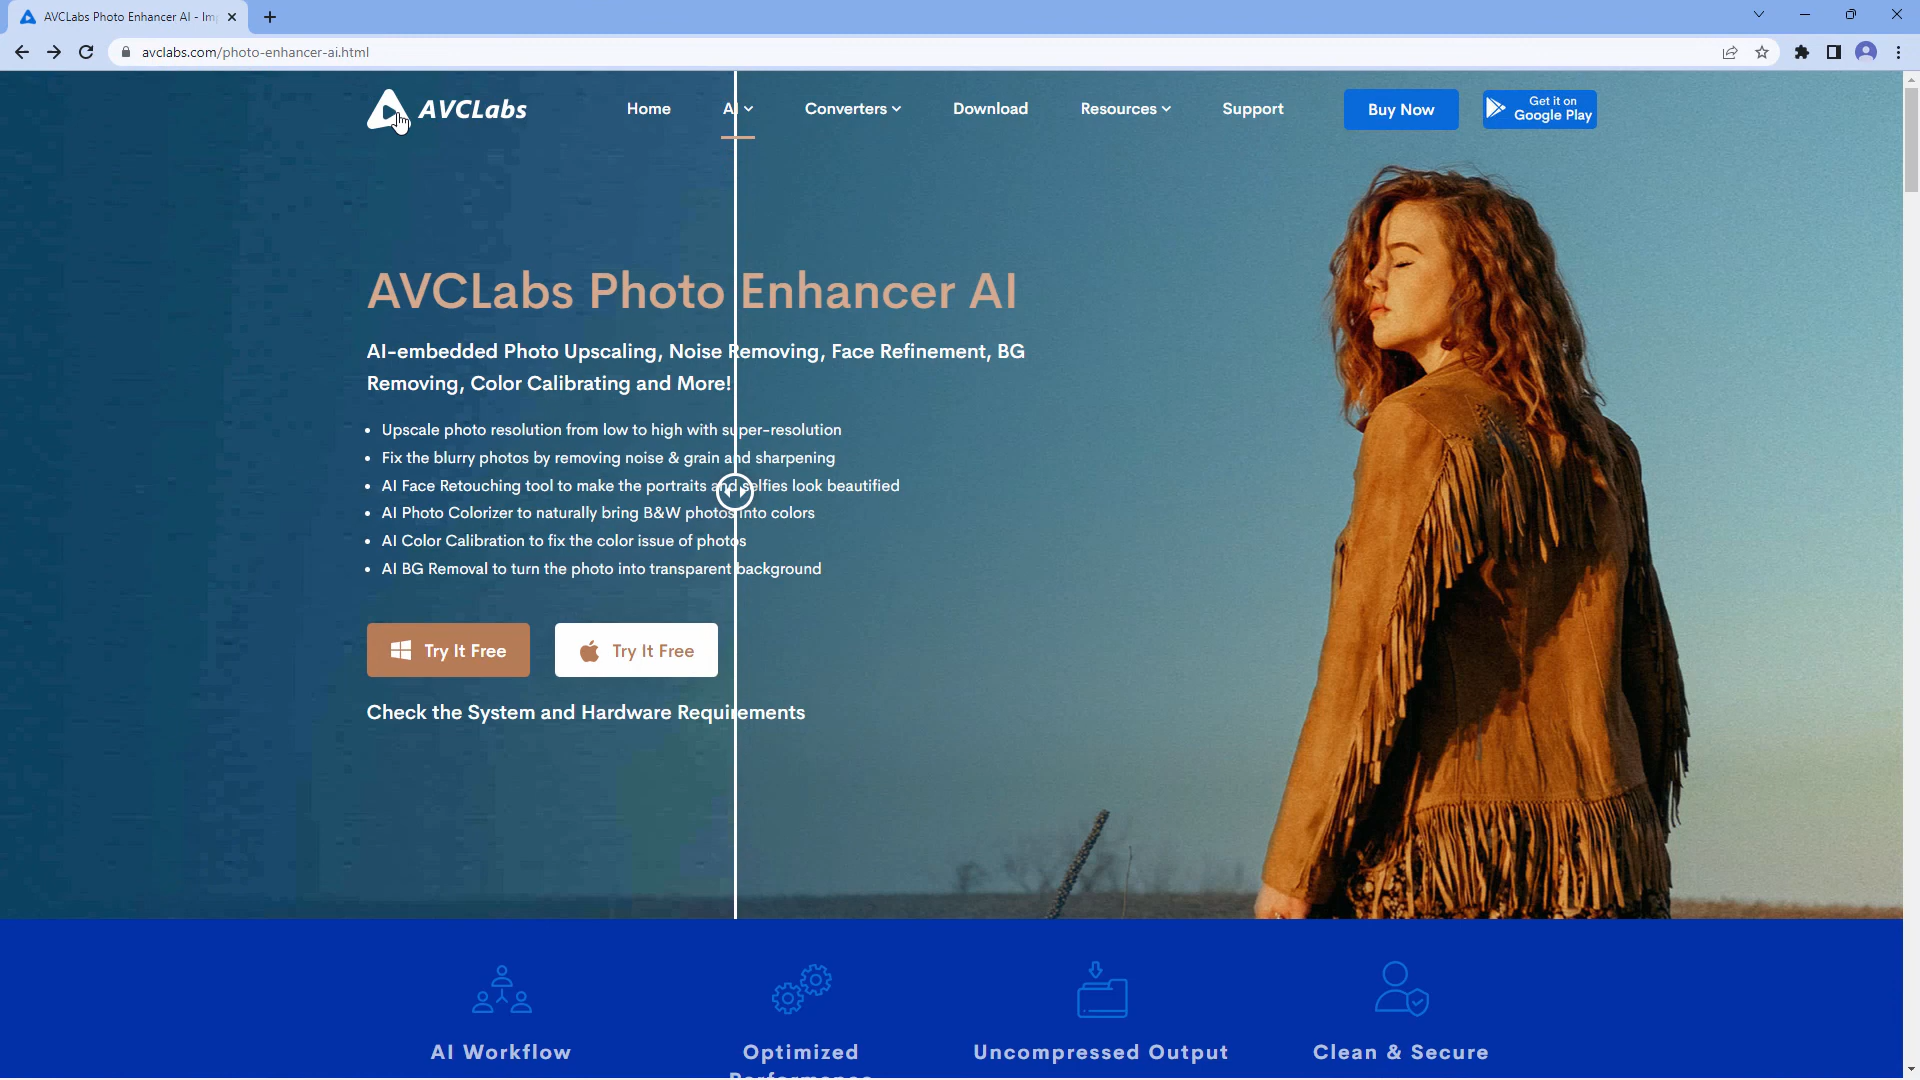 AVCLabs Photo Enhancer AI - Im
avclabs.com/photo-enhancer-ai.html
AVCLabs
Home
AI
Converters
Download
Resources
Support
Buy Now
Get it on
Google Play
AVCLabs Photo Enhancer AI
AI-embedded Photo Upscaling, Noise Removing, Face Refinement, BG
Removing, Color Calibrating and More!
• Upscale photo resolution from low to high with super-resolution
• Fix the blurry photos by removing noise & grain and sharpening
• AI Face Retouching tool to make the portraits and selfies look beautified
• AI Photo Colorizer to naturally bring B&W photos into colors
• AI Color Calibration to fix the color issue of photos
• AI BG Removal to turn the photo into transparent background
Try It Free
Try It Free
Check the System and Hardware Requirements
AI Workflow
Optimized
Performance
Uncompressed Output
Clean & Secure